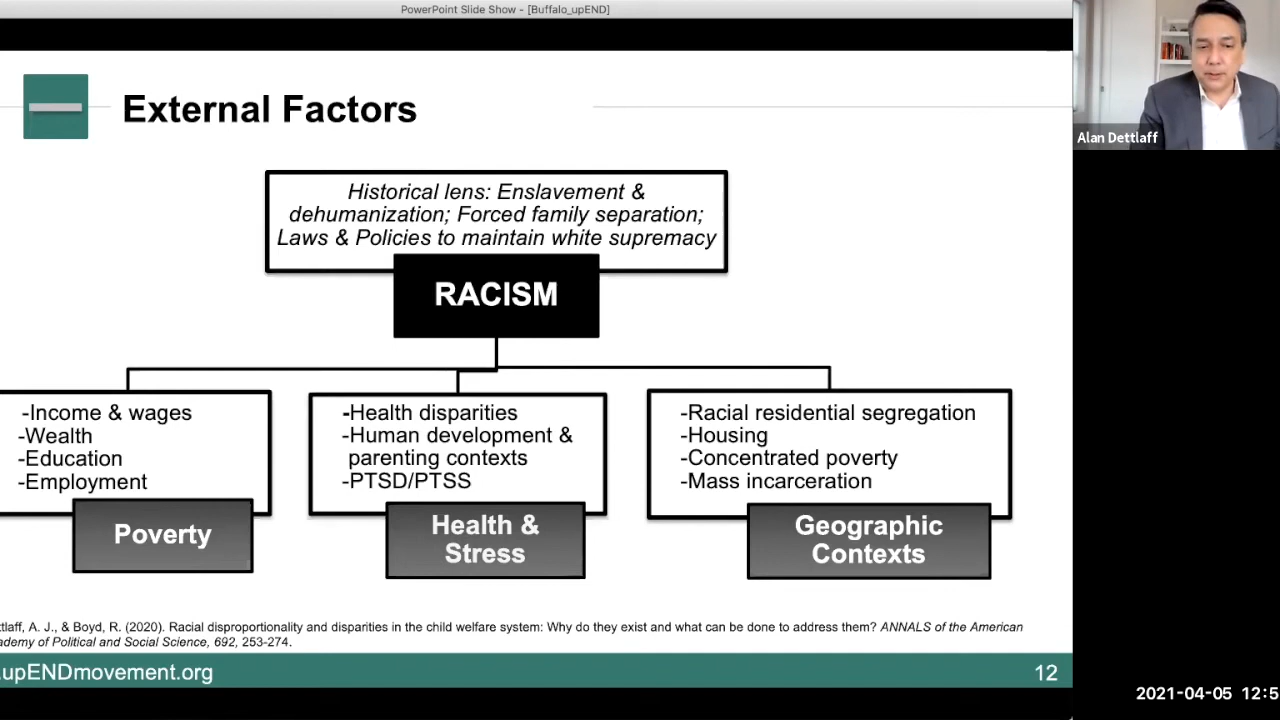 PowerPoint Slide Show - [Buffalo_upEND]
External Factors
Historical lens: Enslavement &
dehumanization; Forced family separation;
Laws & Policies to maintain white supremacy
RACISM
-Income & wages
-Wealth
-Education
-Employment
Poverty
-Health disparities
-Human development &
parenting contexts
-PTSD/PTSS
Health &
Stress
-Racial residential segregation
-Housing
-Concentrated poverty
-Mass incarceration
Geographic
Contexts
ttlaff, A. J., & Boyd, R. (2020). Racial disproportionality and disparities in the child welfare system: Why do they exist and what can be done to address them? ANNALS of the American
ademy of Political and Social Science, 692, 253-274.
.upENDmovement.org
12
Alan Dettlaff
2021-04-05 12:5